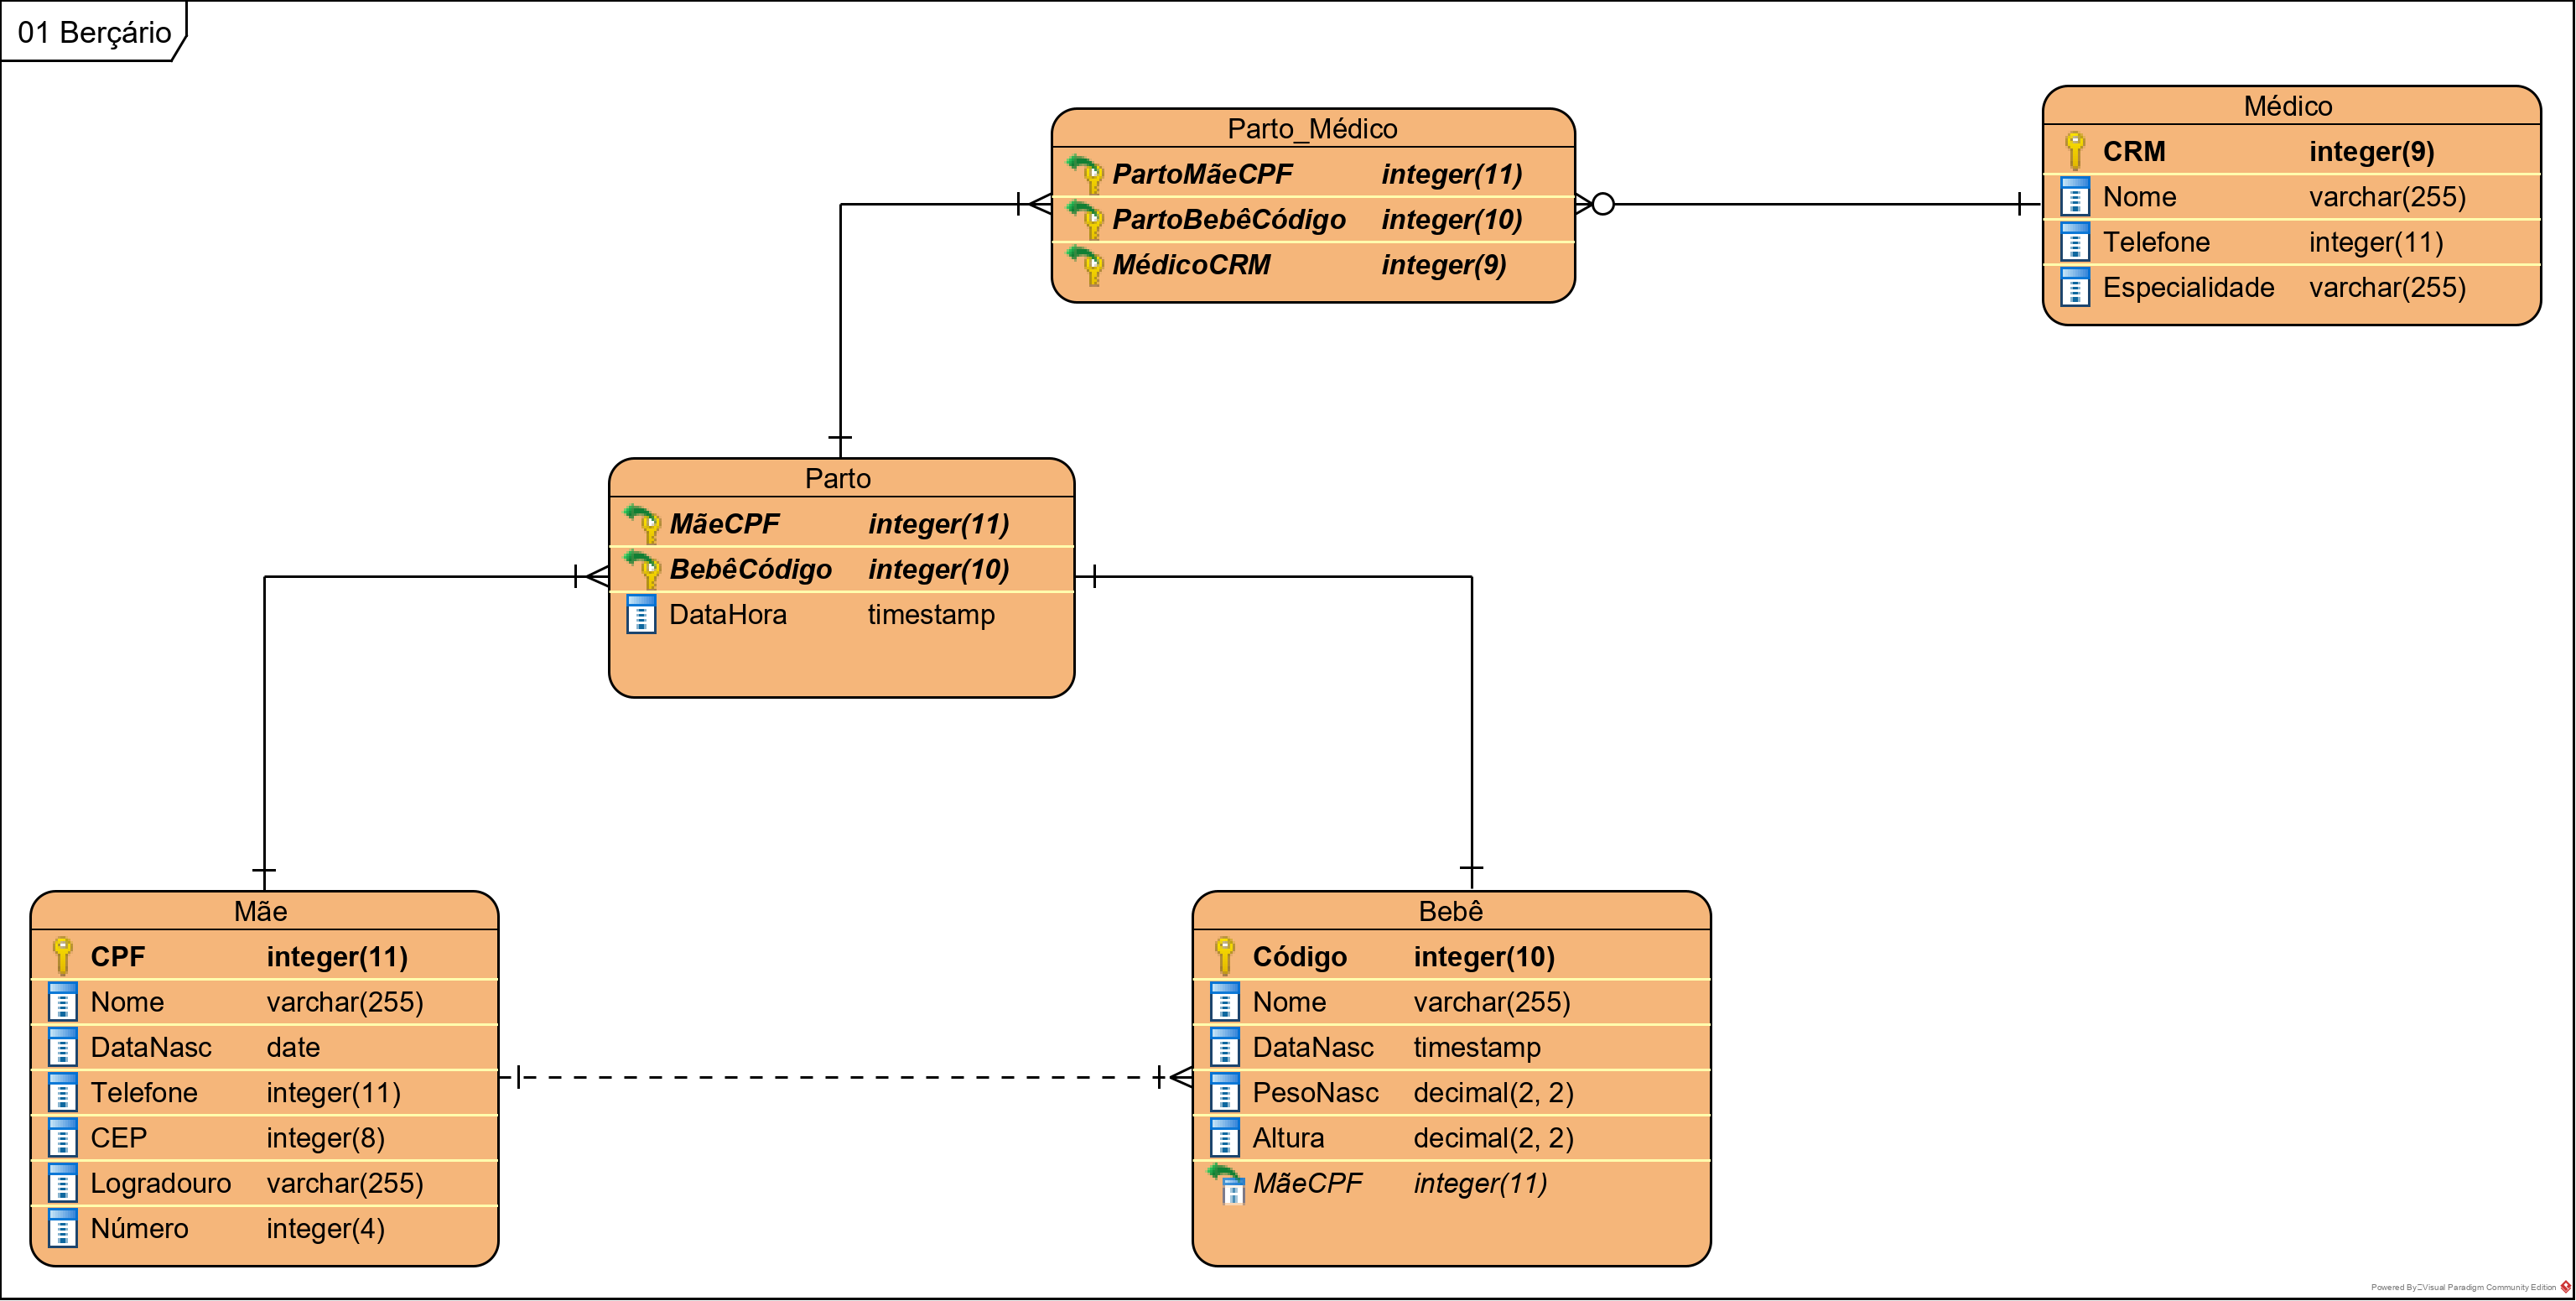 01 Berçário
Parto_Médico
PartoMãeCPF integer(11)
PartoBebêCódigo integer(10)
MédicoCRM integer(9)
Médico
CRM integer(9)
Nome varchar(255)
Telefone integer(11)
Especialidade varchar(255)
Parto
MãeCPF integer(11)
BebêCódigo integer(10)
DataHora timestamp
Mãe
CPF integer(11)
Nome varchar(255)
DataNasc date
Telefone integer(11)
CEP integer(8)
Logradouro varchar(255)
Número integer(4)
Bebê
Código integer(10)
Nome varchar(255)
DataNasc timestamp
PesoNasc decimal(2, 2)
Altura decimal(2, 2)
MãeCPF integer(11)
Powered By Visual Paradigm Community Edition